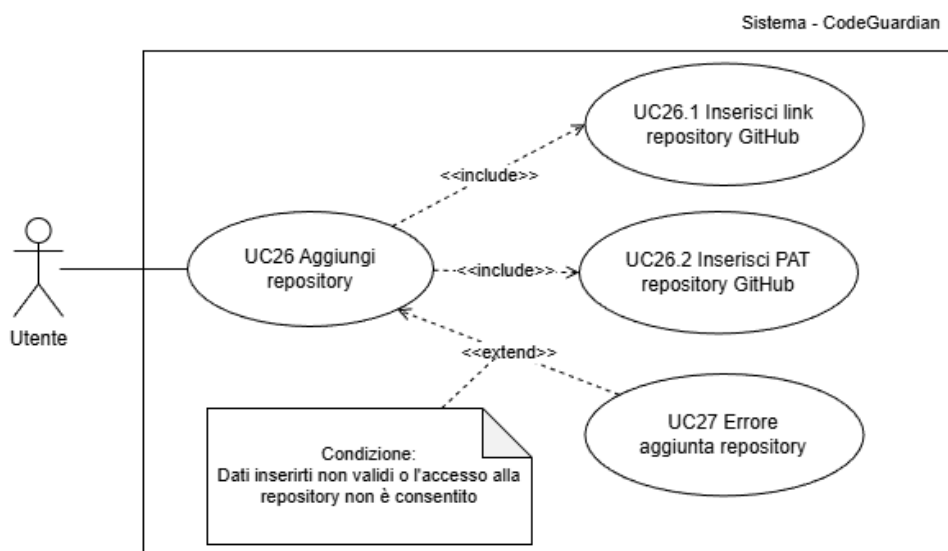 Sistema - CodeGuardian
UC26.1 Inserisci link
repository GitHub
<<include>>
UC26 Aggiungi
repository
<<include>>
UC26.2 Inserisci PAT
repository GitHub
Utente
<<extend>>
UC27 Errore
aggiunta repository
Condizione:
Dati inserirti non validi o l'accesso alla
repository non è consentito